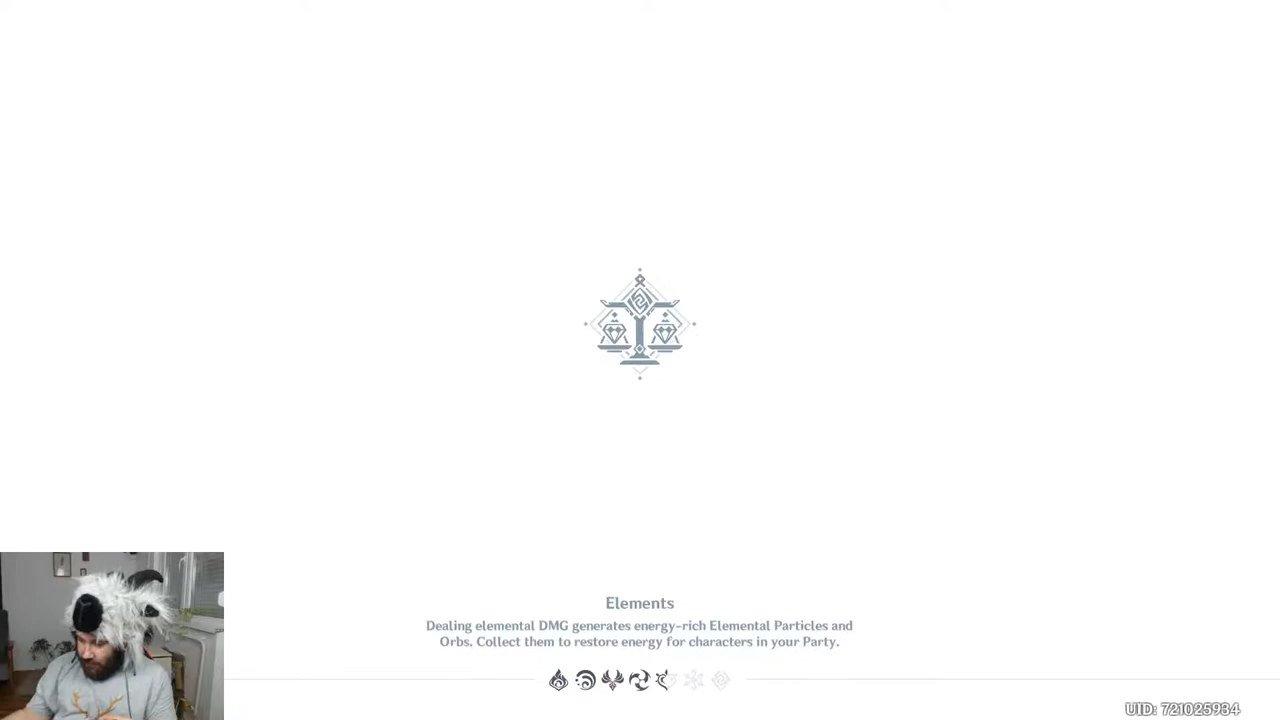 Elements
Dealing elemental DMG generates energy-rich Elemental Particles and
Orbs. Collect them to restore energy for characters in your Party.
UID: 721025934